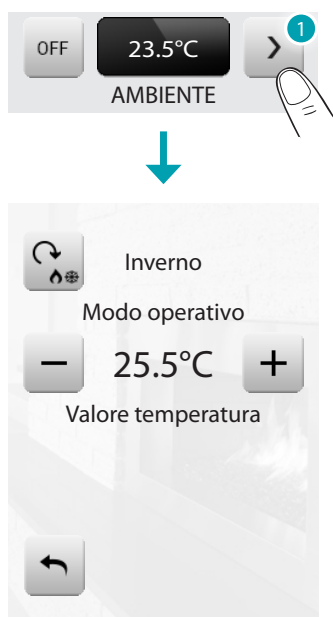 OFF 23.5°C > 1
AMBIENTE
Inverno
Modo operativo
− 25.5°C +
Valore temperatura